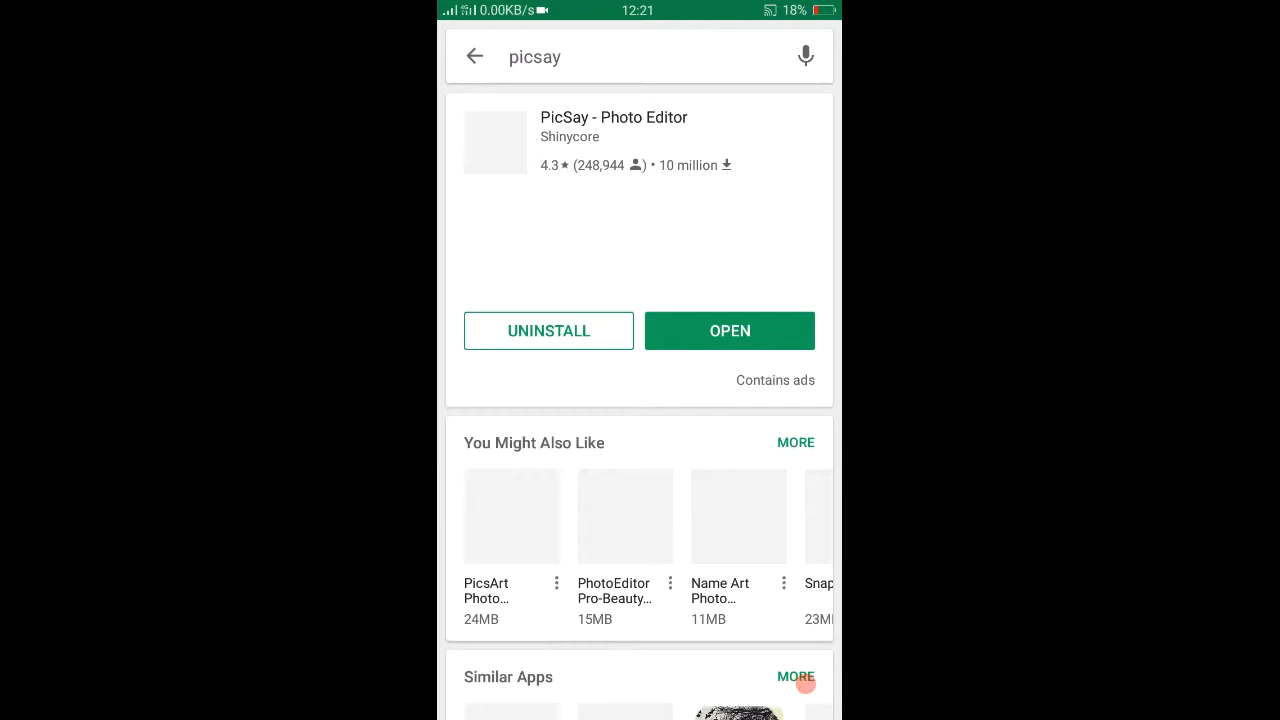 0.00KB/s 12:21 18%
picsay
PicSay - Photo Editor
Shinycore
4.3★ (248,944 ) • 10 million
UNINSTALL OPEN
Contains ads
You Might Also Like MORE
PicsArt PhotoEditor Name Art Snap
Photo... Pro-Beauty... Photo...
24MB 15MB 11MB 23M
Similar Apps MORE